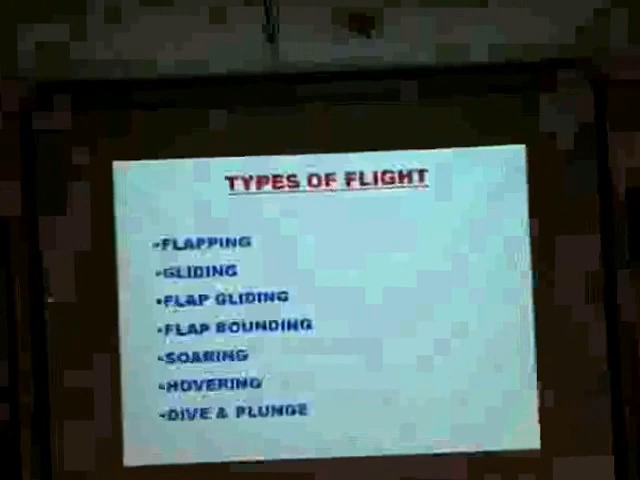 TYPES OF FLIGHT
-FLAPPING
-GLIDING
-FLAP GLIDING
-FLAP BOUNDING
-SOARING
-HOVERING
-DIVE & PLUNGE